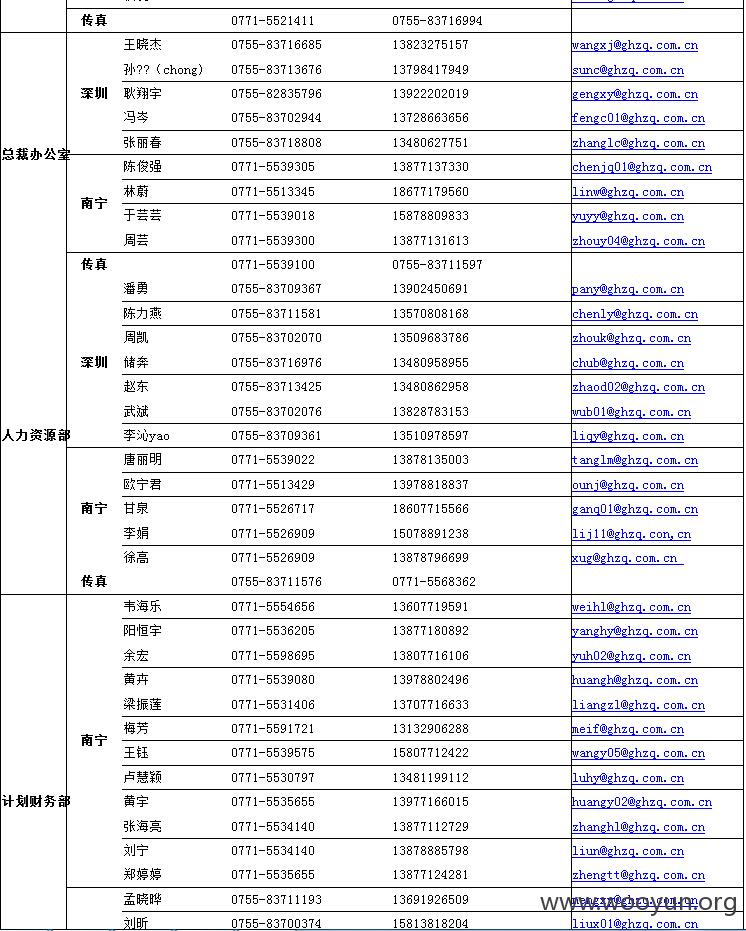 传真 0771-5521411 0755-83716994
王晓杰 0755-83716685 13823275157 wangxj@ghzq.com.cn
孙??（chong） 0755-83713676 13798417949 sunc@ghzq.com.cn
深圳 耿翔宇 0755-82835796 13922202019 gengxy@ghzq.com.cn
冯岑 0755-83702944 13728663656 fengc01@ghzq.com.cn
张丽春 0755-83718808 13480627751 zhanglc@ghzq.com.cn
总裁办公室
陈俊强 0771-5539305 13877137330 chenjq01@ghzq.com.cn
林蔚 0771-5513345 18677179560 linw@ghzq.com.cn
南宁
于芸芸 0771-5539018 15878809833 yuyy@ghzq.com.cn
周芸 0771-5539300 13877131613 zhouy04@ghzq.com.cn
传真 0771-5539100 0755-83711597
潘勇 0755-83709367 13902450691 pany@ghzq.com.cn
陈力燕 0755-83711581 13570808168 chenly@ghzq.com.cn
周凯 0755-83702070 13509683786 zhouk@ghzq.com.cn
深圳 储奔 0755-83716976 13480958955 chub@ghzq.com.cn
赵东 0755-83713425 13480862958 zhaod02@ghzq.com.cn
武斌 0755-83702076 13828783153 wub01@ghzq.com.cn
人力资源部 李沁yao 0755-83709361 13510978597 liqy@ghzq.com.cn
唐丽明 0771-5539022 13878135003 tanglm@ghzq.com.cn
欧宁君 0771-5513429 13978818837 ounj@ghzq.com.cn
南宁 甘泉 0771-5526717 18607715566 ganq01@ghzq.com.cn
李娟 0771-5526909 15078891238 lij11@ghzq.con,cn
徐高 0771-5526909 13878796699 xug@ghzq.com.cn
传真 0755-83711576 0771-5568362
韦海乐 0771-5554656 13607719591 weihl@ghzq.com.cn
阳恒宇 0771-5536205 13877180892 yanghy@ghzq.com.cn
余宏 0771-5598695 13807716106 yuh02@ghzq.com.cn
黄卉 0771-5539080 13978802496 huangh@ghzq.com.cn
梁振莲 0771-5531406 13707716633 liangzl@ghzq.com.cn
梅芳 0771-5591721 13132906288 meif@ghzq.com.cn
南宁
王钰 0771-5539575 15807712422 wangy05@ghzq.com.cn
卢慧颖 0771-5530797 13481199112 luhy@ghzq.com.cn
计划财务部 黄宇 0771-5535655 13977166015 huangy02@ghzq.com.cn
张海亮 0771-5534140 13877112729 zhanghl@ghzq.com.cn
刘宁 0771-5534140 13878885798 liun@ghzq.com.cn
郑婷婷 0771-5535655 13877124281 zhengtt@ghzq.com.cn
孟晓晔 0755-83711193 13691926509
www.wooyun.org
刘昕 0755-83700374 15813818204 liux01@ghzq.com.cn